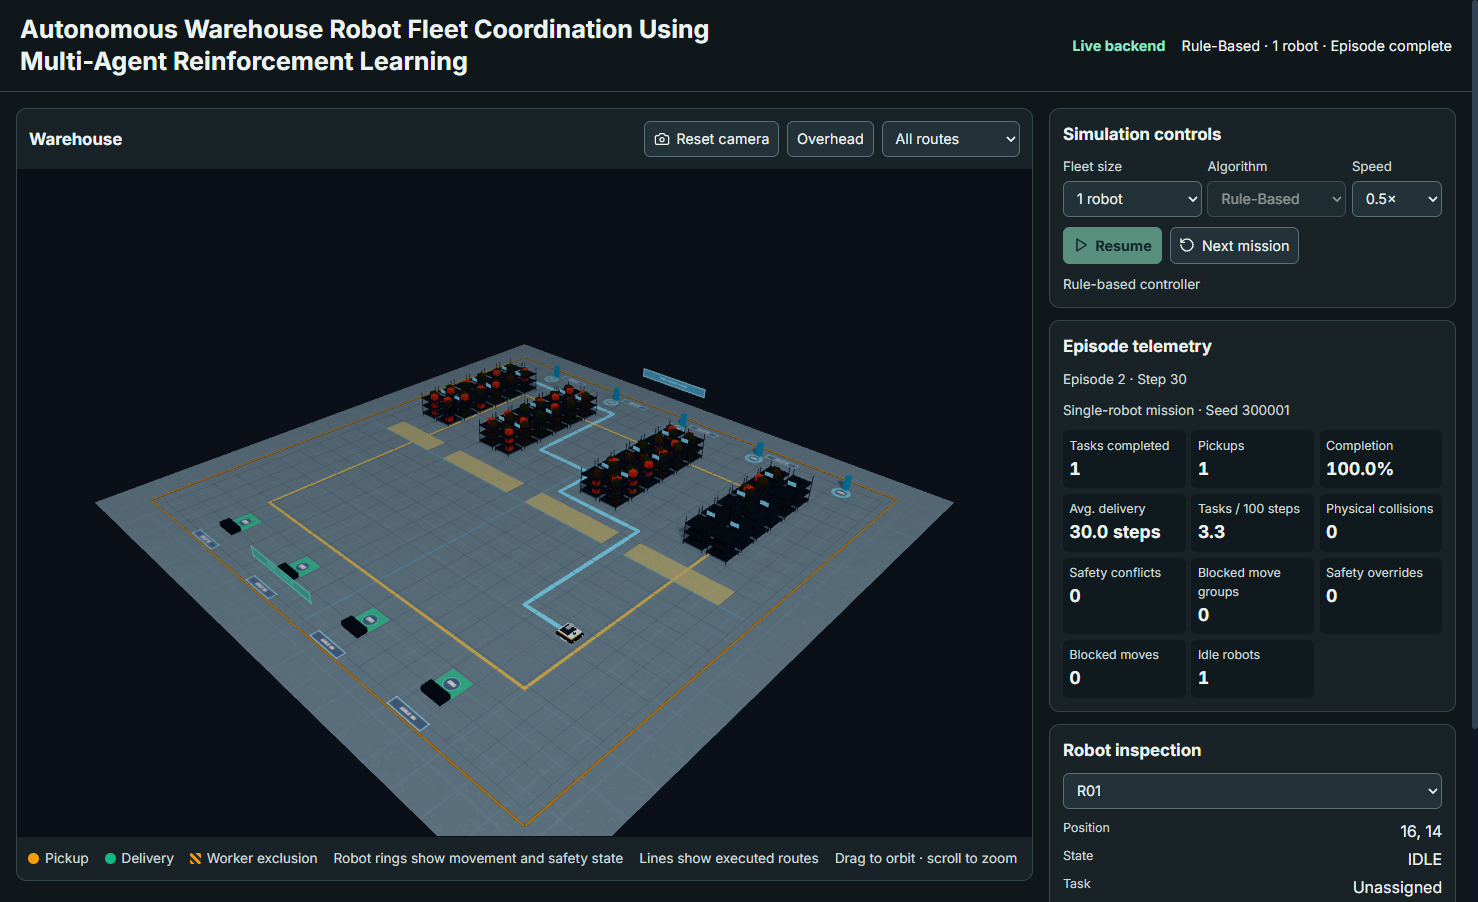 Autonomous Warehouse Robot Fleet Coordination Using
Multi-Agent Reinforcement Learning
Live backend Rule-Based · 1 robot · Episode complete
Warehouse
Reset camera
Overhead
All routes
Pickup
Delivery
Worker exclusion
Robot rings show movement and safety state
Lines show executed routes
Drag to orbit · scroll to zoom
Simulation controls
Fleet size
Algorithm
Speed
1 robot
Rule-Based
0.5×
Resume
Next mission
Rule-based controller
Episode telemetry
Episode 2 · Step 30
Single-robot mission · Seed 300001
Tasks completed
1
Pickups
1
Completion
100.0%
Avg. delivery
30.0 steps
Tasks / 100 steps
3.3
Physical collisions
0
Safety conflicts
0
Blocked move
groups
0
Safety overrides
0
Blocked moves
0
Idle robots
1
Robot inspection
R01
Position
16, 14
State
IDLE
Task
Unassigned